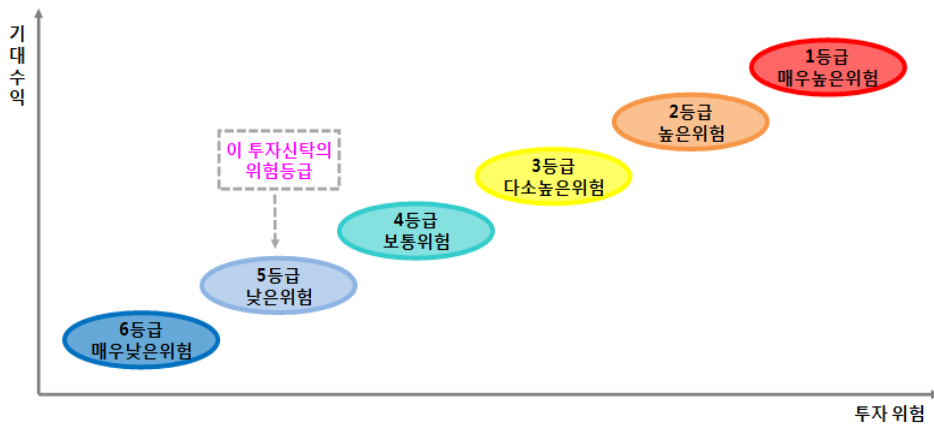 기대수익
1등급
매우높은위험
2등급
높은위험
이 투자신탁의
위험등급
3등급
다소높은위험
4등급
보통위험
5등급
낮은위험
6등급
매우낮은위험
투자 위험